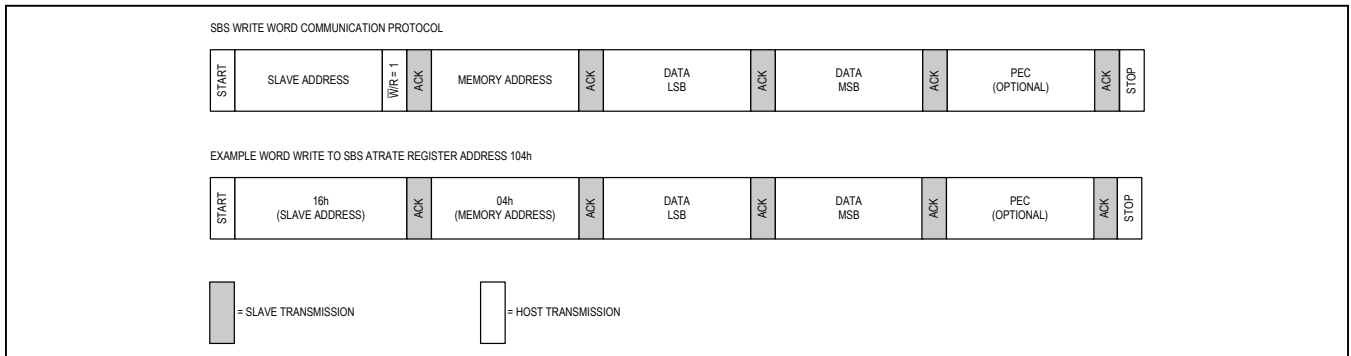 SBS WRITE WORD COMMUNICATION PROTOCOL
START
SLAVE ADDRESS
W̅/R = 1
ACK
MEMORY ADDRESS
ACK
DATA
LSB
ACK
DATA
MSB
ACK
PEC
(OPTIONAL)
ACK
STOP
EXAMPLE WORD WRITE TO SBS ATRATE REGISTER ADDRESS 104h
START
16h
(SLAVE ADDRESS)
ACK
04h
(MEMORY ADDRESS)
ACK
DATA
LSB
ACK
DATA
MSB
ACK
PEC
(OPTIONAL)
ACK
STOP
= SLAVE TRANSMISSION
= HOST TRANSMISSION